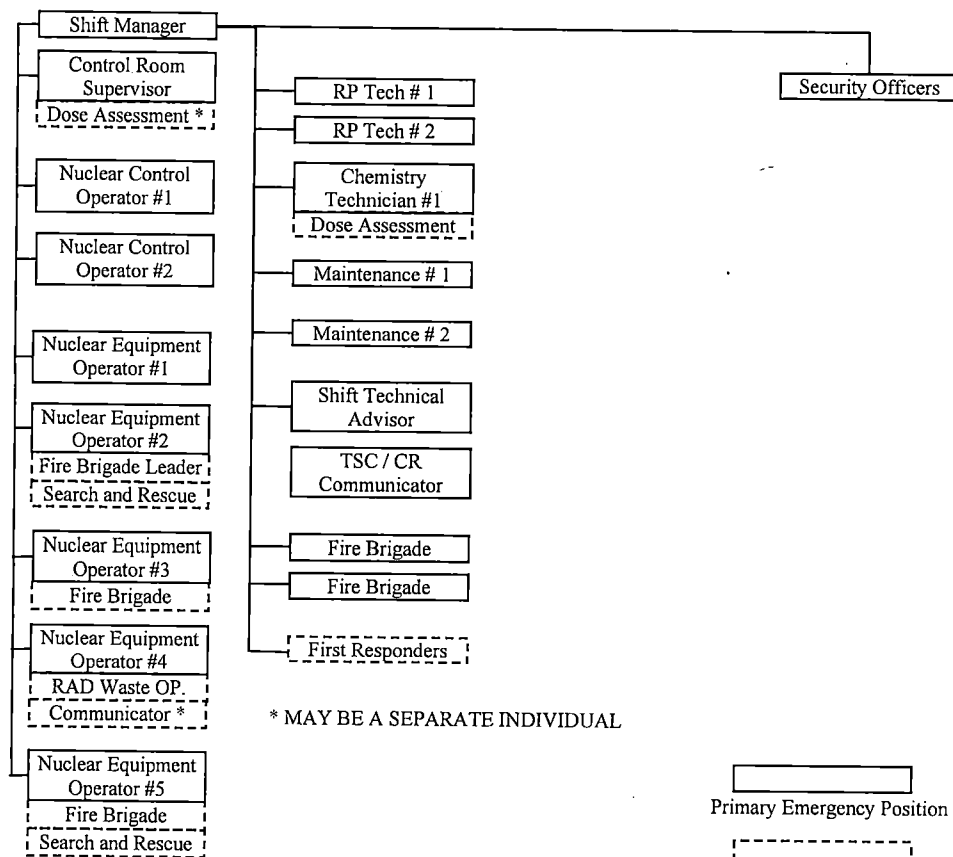 Shift Manager
Control Room
Supervisor
Dose Assessment *
Nuclear Control
Operator #1
Nuclear Control
Operator #2
Nuclear Equipment
Operator #1
Nuclear Equipment
Operator #2
Fire Brigade Leader
Search and Rescue
Nuclear Equipment
Operator #3
Fire Brigade
Nuclear Equipment
Operator #4
RAD Waste OP.
Communicator *
Nuclear Equipment
Operator #5
Fire Brigade
Search and Rescue
RP Tech # 1
RP Tech # 2
Chemistry
Technician #1
Dose Assessment
Maintenance # 1
Maintenance # 2
Shift Technical
Advisor
TSC / CR
Communicator
Fire Brigade
Fire Brigade
First Responders
* MAY BE A SEPARATE INDIVIDUAL
Security Officers
Primary Emergency Position